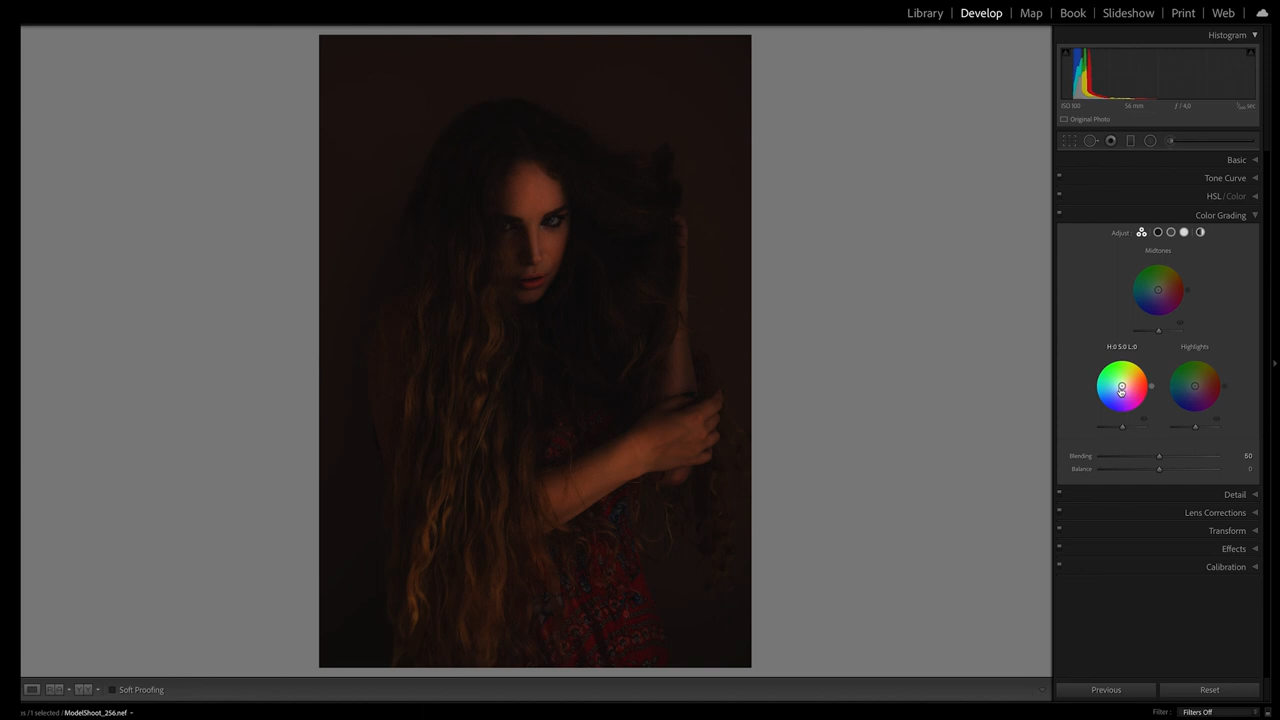 Library | Develop | Map | Book | Slideshow | Print | Web
Histogram
ISO 100 56 mm ƒ / 4,0 sec
Original Photo
Basic
Tone Curve
HSL / Color
Color Grading
Adjust :
Midtones
H:0 S:0 L:0 Highlights
Blending 50
Balance 0
Detail
Lens Corrections
Transform
Effects
Calibration
Soft Proofing
Previous Reset
/1 selected / ModelShoot_256.nef
Filter : Filters Off